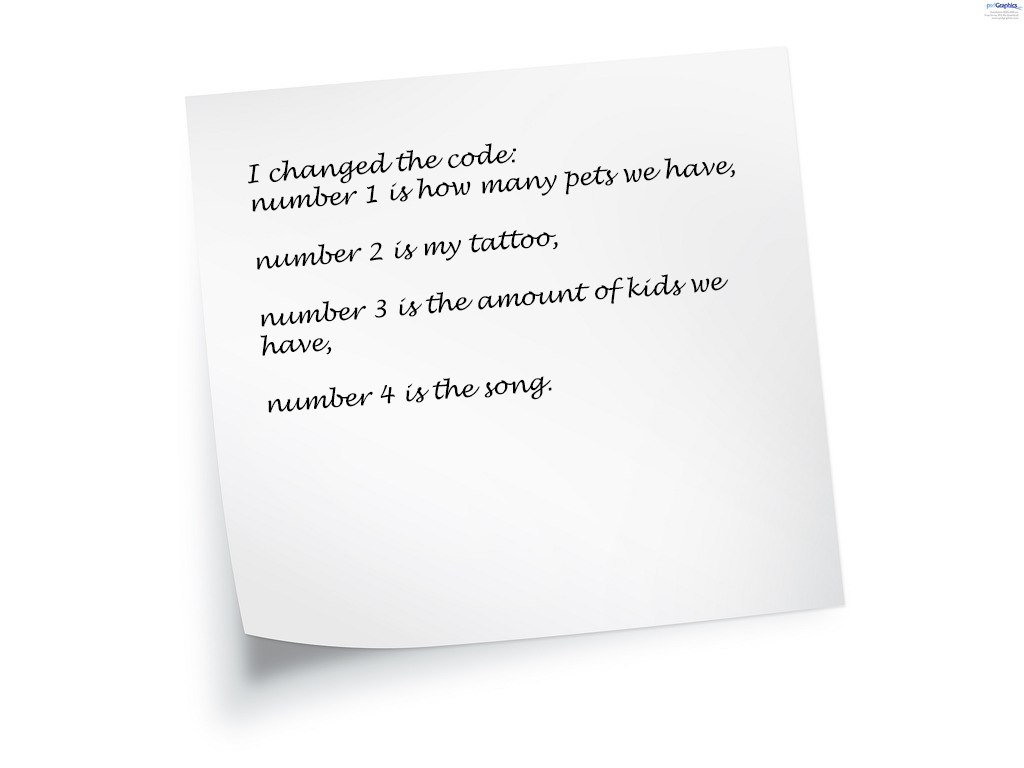 psdGraphics
I changed the code:
number 1 is how many pets we have,
number 2 is my tattoo,
number 3 is the amount of kids we
have,
number 4 is the song.